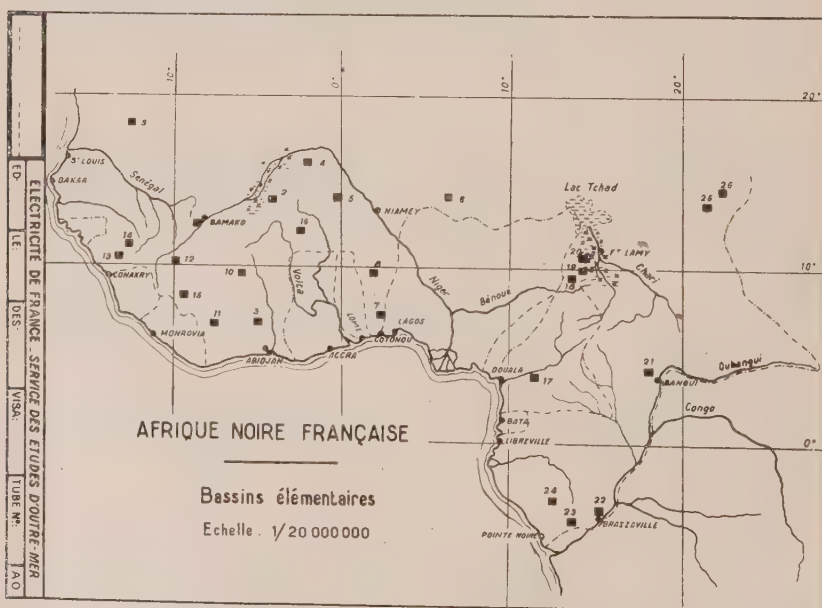 ELECTRICITÉ DE FRANCE _ SERVICE DES ETUDES D'OUTRE-MER
ED.
LE:
DES:
VISA:
TUBE Nº:
A O
10°
0°
10°
20°
20°
9
4
Sᵗ LOUIS
Sénégal
DAKAR
2
5
6
Lac Tchad
26
25
NIAMEY
BAMAKO
16
14
13
12
Volta
20
Fᵗ LAMY
19
10°
CONAKRY
10
8
Niger
18
Chari
15
Bénoué
11
3
7
Lomé
LAGOS
MONROVIA
COTONOU
ABIDJAN
ACCRA
DOUALA
17
21
BANGUI
Oubangui
BATA
Congo
AFRIQUE NOIRE FRANÇAISE
LIBREVILLE
0°
Bassins élémentaires
24
22
Echelle . 1/20 000 000
23
BRAZZAVILLE
POINTE NOIRE